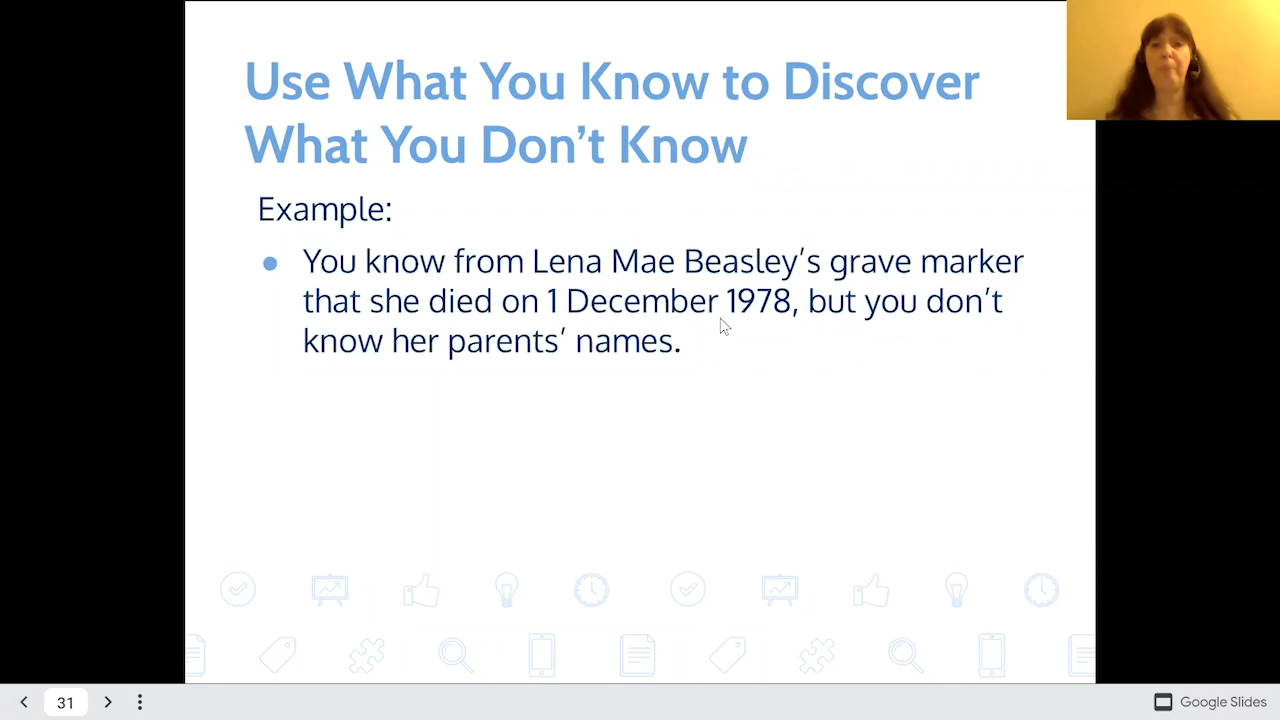 Use What You Know to Discover
What You Don't Know
Example:
● You know from Lena Mae Beasley's grave marker
that she died on 1 December 1978, but you don't
know her parents' names.
31
Google Slides